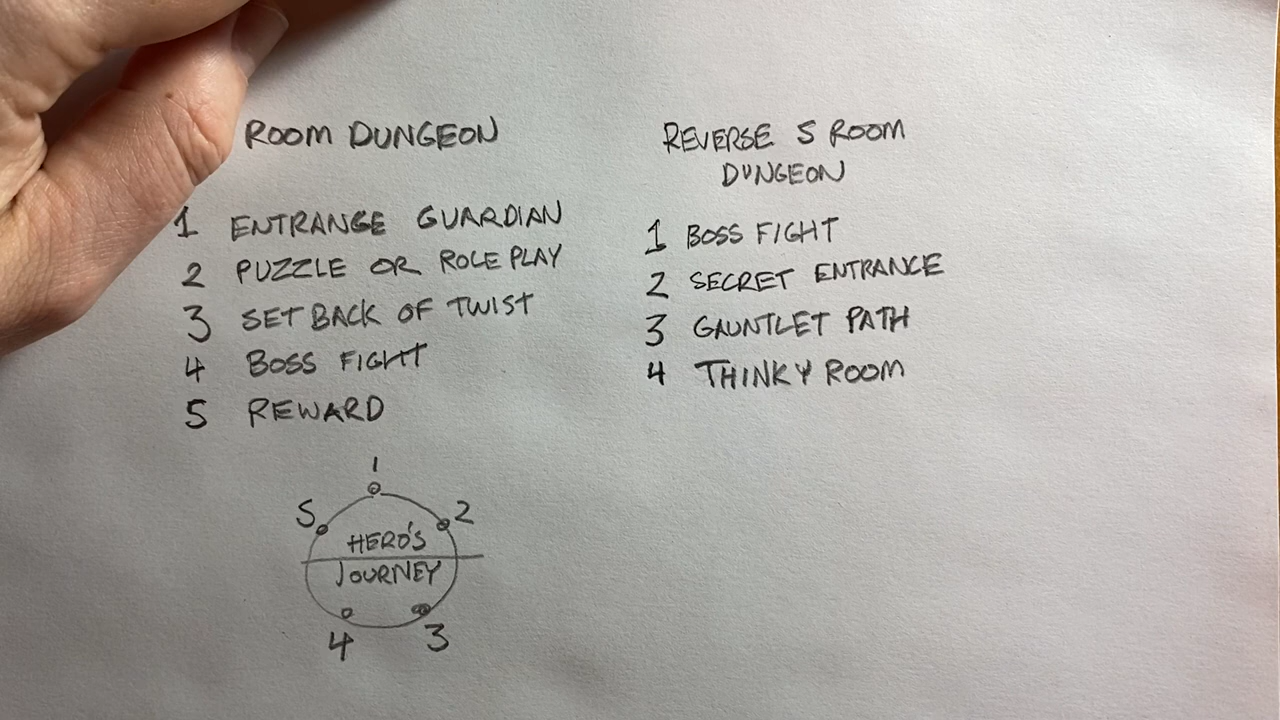 ROOM DUNGEON
1 ENTRANGE GUARDIAN
2 PUZZLE OR ROLE PLAY
3 SET BACK OF TWIST
4 BOSS FIGHT
5 REWARD
1
5
2
HERO'S
JOURNEY
4
3
REVERSE 5 ROOM
DUNGEON
1 BOSS FIGHT
2 SECRET ENTRANCE
3 GAUNTLET PATH
4 THINKY ROOM